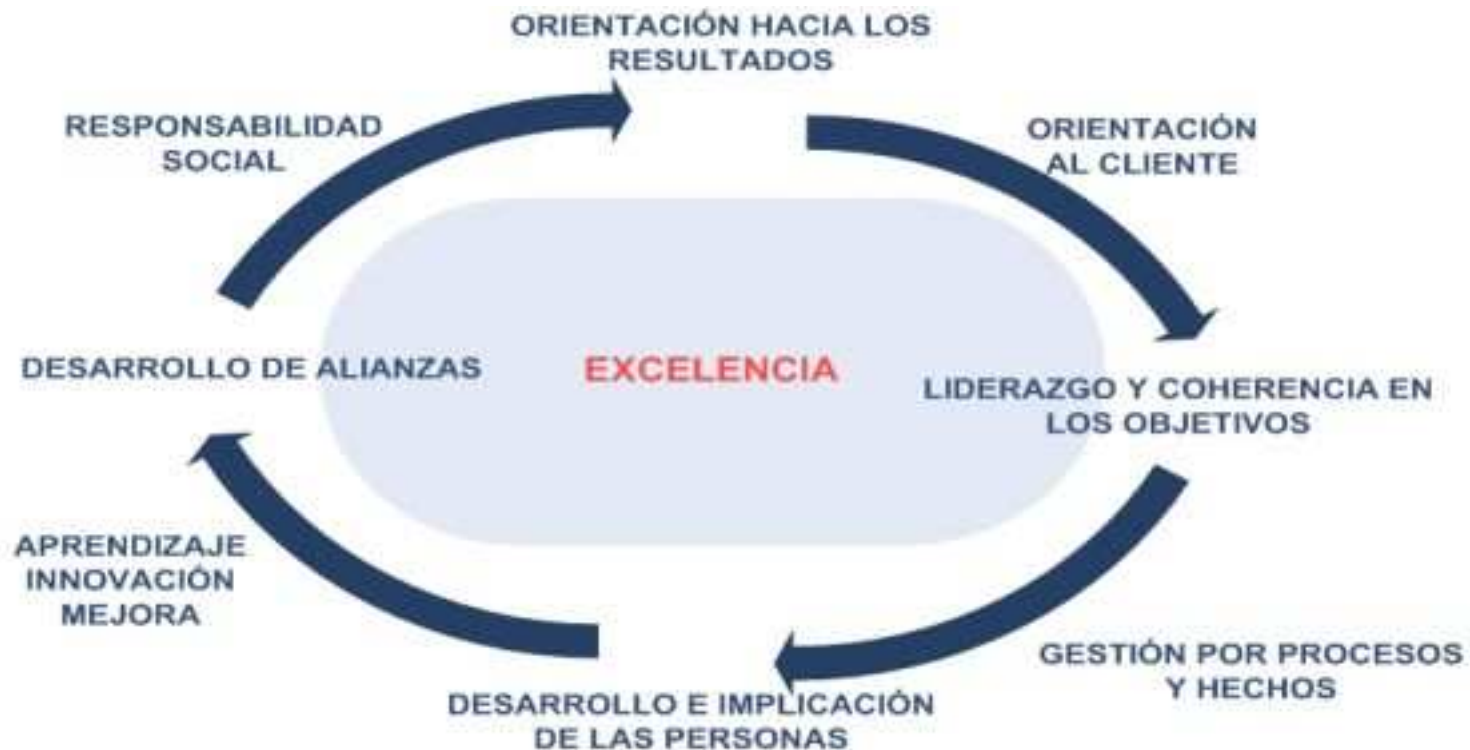 ORIENTACIÓN HACIA LOS
RESULTADOS
RESPONSABILIDAD
SOCIAL
ORIENTACIÓN
AL CLIENTE
DESARROLLO DE ALIANZAS
EXCELENCIA
LIDERAZGO Y COHERENCIA EN
LOS OBJETIVOS
APRENDIZAJE
INNOVACIÓN
MEJORA
GESTIÓN POR PROCESOS
Y HECHOS
DESARROLLO E IMPLICACIÓN
DE LAS PERSONAS